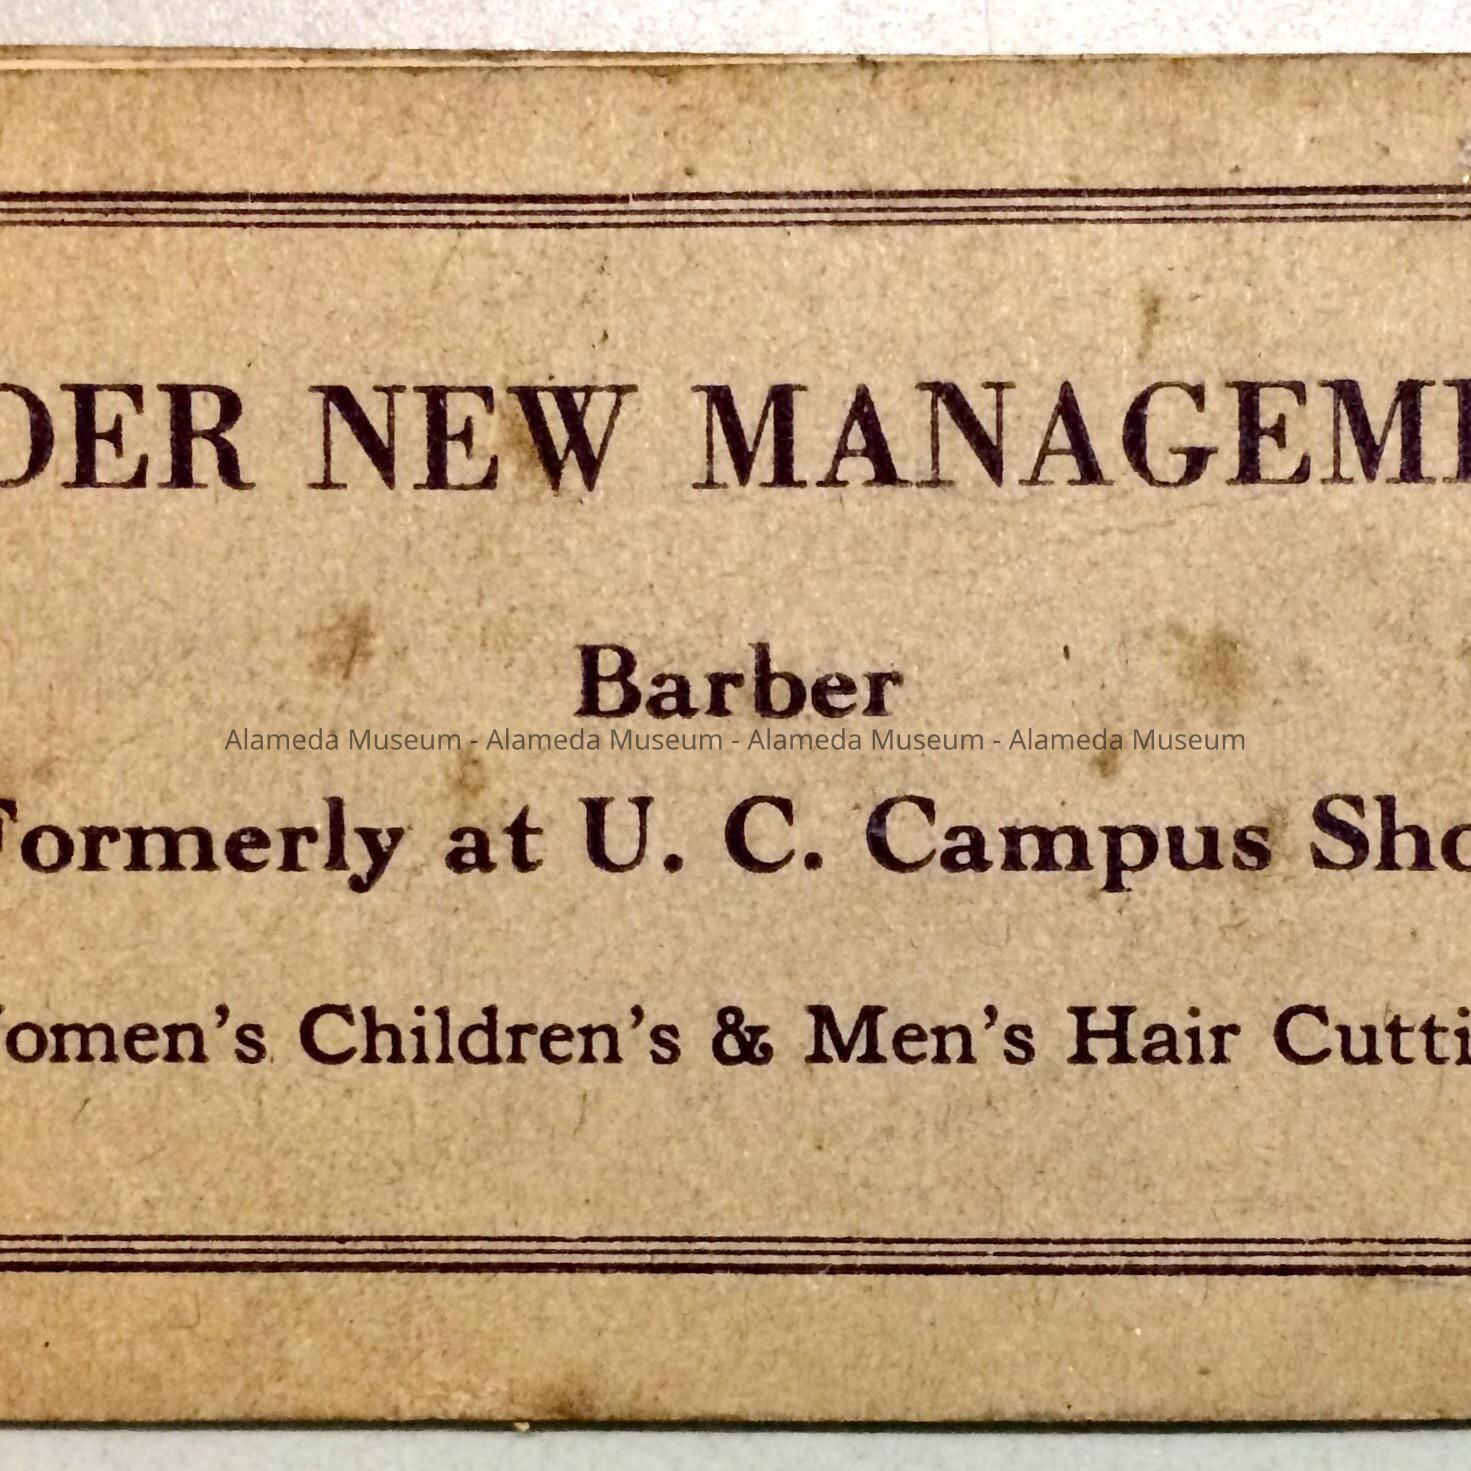 DER NEW MANAGEME
Barber
Alameda Museum - Alameda Museum - Alameda Museum - Alameda Museum
Formerly at U. C. Campus Sho
omen's Children's & Men's Hair Cutti